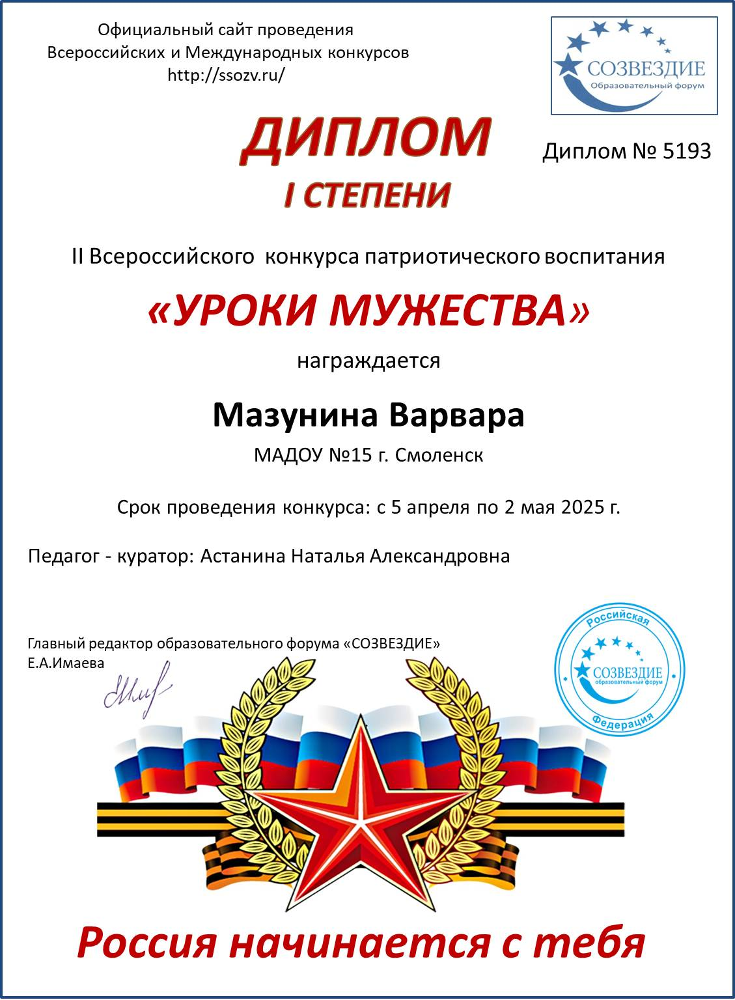 Официальный сайт проведения
Всероссийских и Международных конкурсов
http://ssozv.ru/
СОЗВЕЗДИЕ
Образовательный форум
ДИПЛОМ
Диплом № 5193
I СТЕПЕНИ
II Всероссийского конкурса патриотического воспитания
«УРОКИ МУЖЕСТВА»
награждается
Мазунина Варвара
МАДОУ №15 г. Смоленск
Срок проведения конкурса: с 5 апреля по 2 мая 2025 г.
Педагог - куратор: Астанина Наталья Александровна
Главный редактор образовательного форума «СОЗВЕЗДИЕ»
Е.А.Имаева
Российская
СОЗВЕЗДИЕ
образовательный форум
Федерация
Россия начинается с тебя